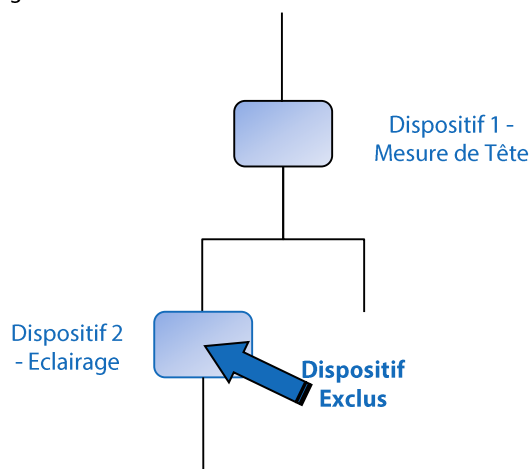 Dispositif 1 -
Mesure de Tête
Dispositif 2
- Eclairage
Dispositif
Exclus